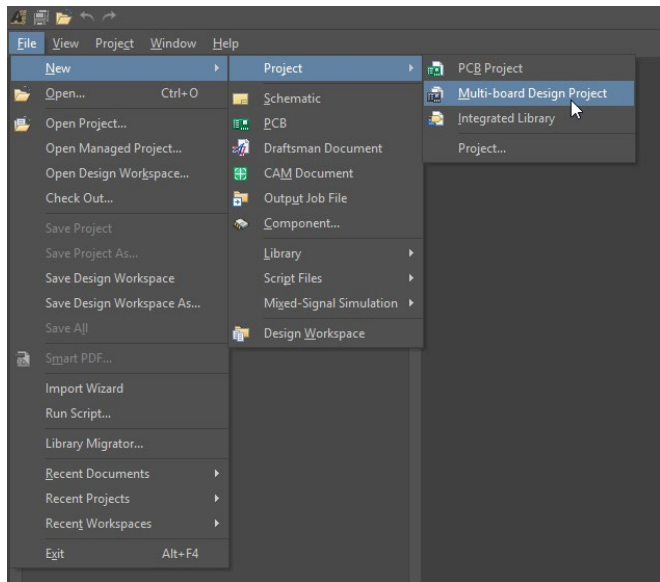 File View Project Window Help
New
Open... Ctrl+O
Open Project...
Open Managed Project...
Open Design Workspace...
Check Out...
Save Project
Save Project As...
Save Design Workspace
Save Design Workspace As...
Save All
Smart PDF...
Import Wizard
Run Script...
Library Migrator...
Recent Documents
Recent Projects
Recent Workspaces
Exit Alt+F4
Project
Schematic
PCB
Draftsman Document
CAM Document
Output Job File
Component...
Library
Script Files
Mixed-Signal Simulation
Design Workspace
PCB Project
Multi-board Design Project
Integrated Library
Project...